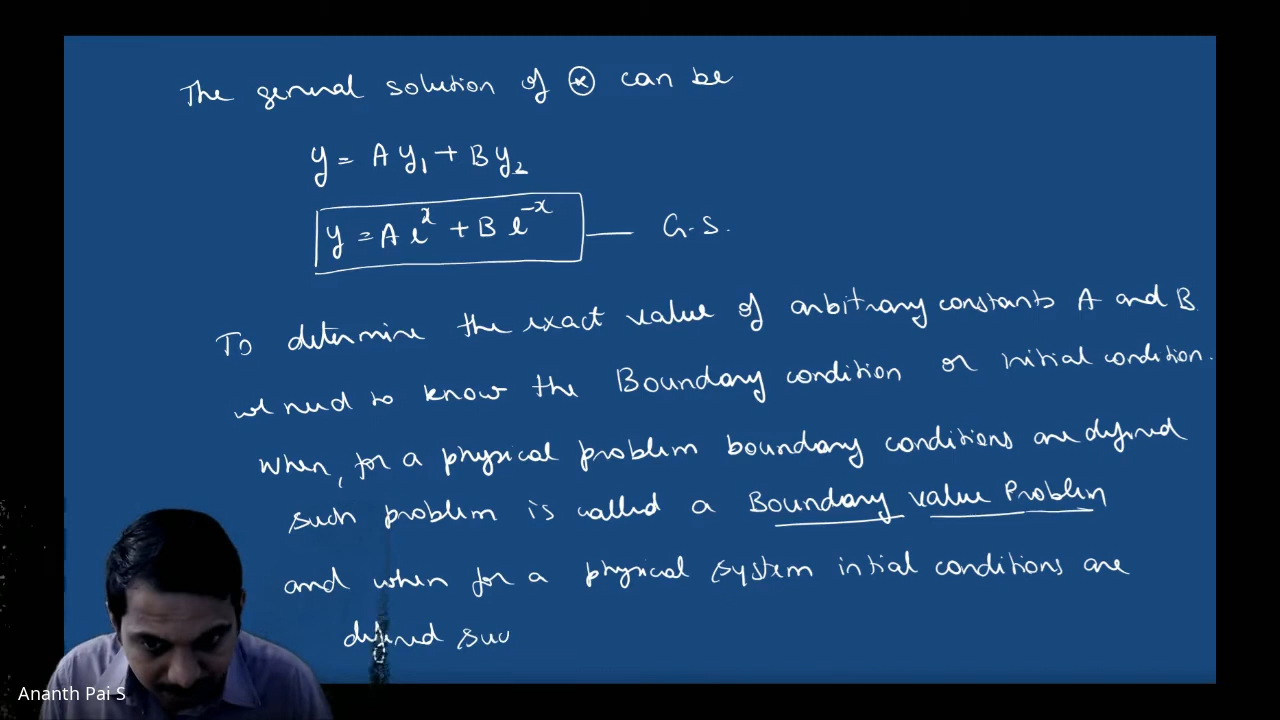 The general solution of ⊛ can be
y = A y₁ + B y₂
y = A eˣ + B e⁻ˣ — G.S.
To determine the exact value of arbitrary constants A and B
we need to know the Boundary condition or initial condition.
When, for a physical problem boundary conditions are defined
such problem is called a Boundary value Problem
and when for a physical system initial conditions are
defined suc
Ananth Pai S